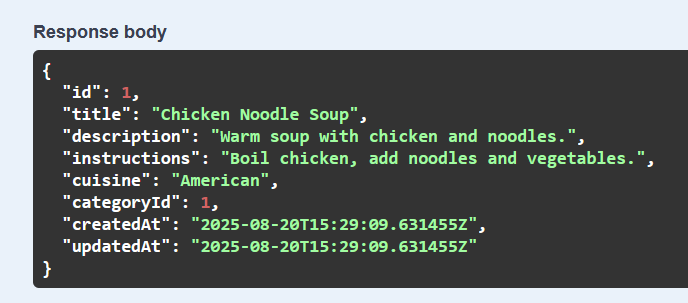 Response body
{
  "id": 1,
  "title": "Chicken Noodle Soup",
  "description": "Warm soup with chicken and noodles.",
  "instructions": "Boil chicken, add noodles and vegetables.",
  "cuisine": "American",
  "categoryId": 1,
  "createdAt": "2025-08-20T15:29:09.631455Z",
  "updatedAt": "2025-08-20T15:29:09.631455Z"
}